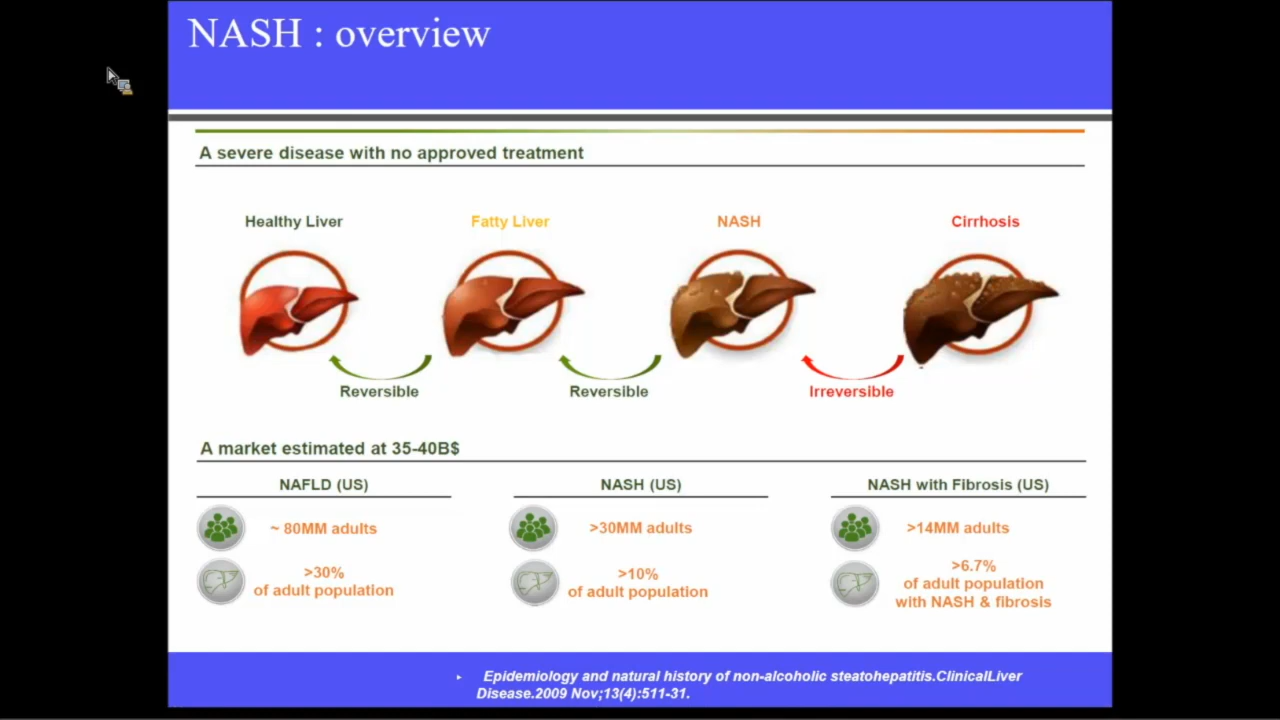 NASH : overview
A severe disease with no approved treatment
Healthy Liver
Fatty Liver
NASH
Cirrhosis
Reversible
Reversible
Irreversible
A market estimated at 35-40B$
NAFLD (US)
NASH (US)
NASH with Fibrosis (US)
~ 80MM adults
>30MM adults
>14MM adults
>30%
of adult population
>10%
of adult population
>6.7%
of adult population
with NASH & fibrosis
Epidemiology and natural history of non-alcoholic steatohepatitis.ClinicalLiver
Disease.2009 Nov;13(4):511-31.